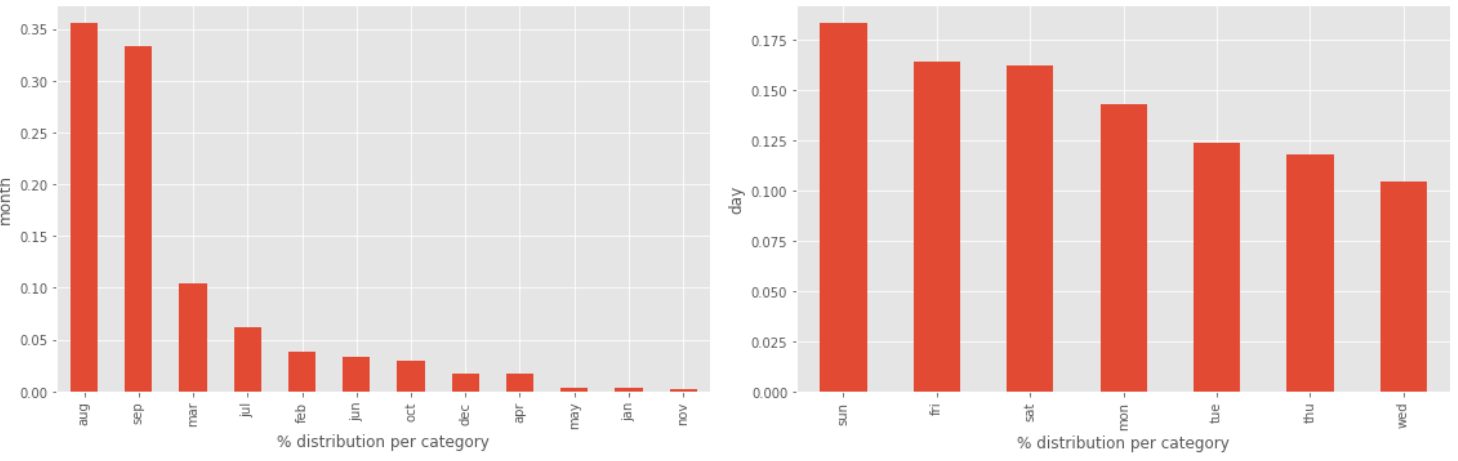 0.35
0.30
0.25
0.20
0.15
0.10
0.05
0.00
month
aug sep mar jul feb jun oct dec apr may jan nov
% distribution per category
0.175
0.150
0.125
0.100
0.075
0.050
0.025
0.000
day
sun fri sat mon tue thu wed
% distribution per category